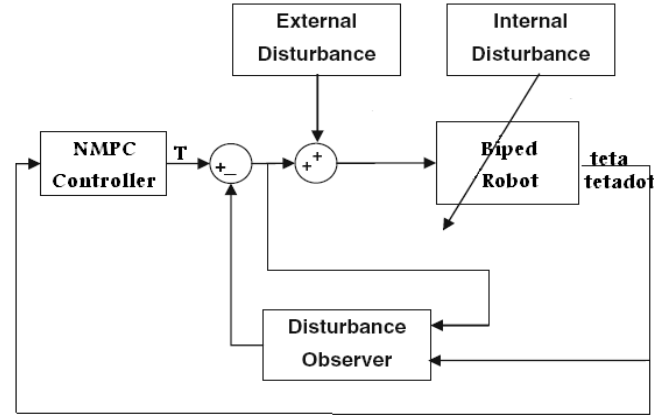 External
Disturbance
Internal
Disturbance
NMPC
Controller
T
+
−
+
+
Biped
Robot
teta
tetadot
Disturbance
Observer